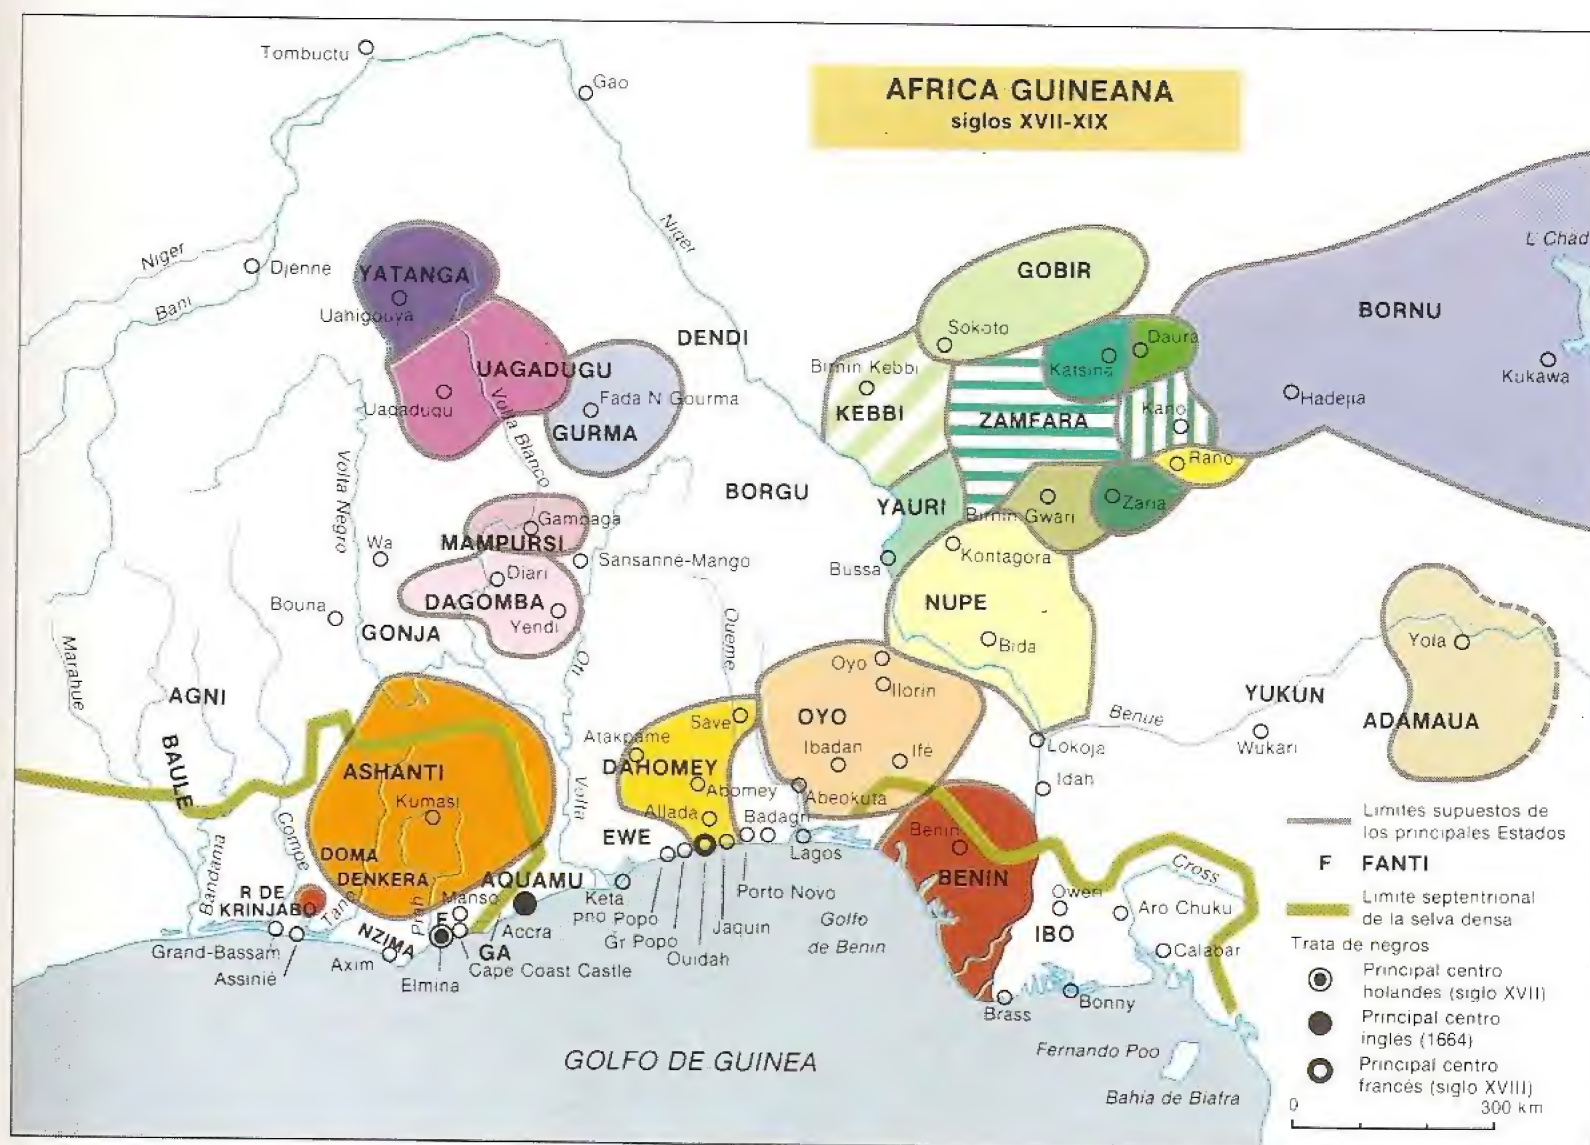 AFRICA GUINEANA
siglos XVII-XIX
Tombuctu
Gao
Niger
Niger
Djenne
Bani
YATANGA
Uahigouya
UAGADUGU
Uagadugu
Volta Blanco
Fada N Gourma
GURMA
DENDI
GOBIR
Sokoto
Birnin Kebbi
KEBBI
Katsina
Daura
ZAMFARA
Kano
Rano
BORNU
L Chad
Kukawa
Hadejia
Volta Negro
BORGU
YAURI
Birnin Gwari
Zaria
Gambaga
MAMPURSI
Wa
Diari
Sansanné-Mango
DAGOMBA
Yendi
Bouna
GONJA
Bussa
Kontagora
NUPE
Bida
Marahue
Oti
Oueme
Oyo
Ilorin
OYO
Ibadan
Ifé
YUKUN
Benue
Wukari
Yola
ADAMAUA
AGNI
BAULE
ASHANTI
Kumasi
Save
Atakpame
DAHOMEY
Abomey
Allada
Abeokuta
Badagri
Lagos
Lokoja
Idah
Volta
EWE
Benin
BENIN
Bandama
Comoe
DOMA
DENKERA
AQUAMU
R DE
KRINJABO
Tano
Prah
F
Manso
NZIMA
GA
Accra
Keta
pno Popo
Gr Popo
Ouidah
Jaquin
Porto Novo
Golfo
de Benin
Grand-Bassam
Assinié
Axim
Elmina
Cape Coast Castle
Oweri
IBO
Aro Chuku
Cross
Calabar
Brass
Bonny
GOLFO DE GUINEA
Fernando Poo
Bahia de Biafra
Limites supuestos de
los principales Estados
F FANTI
Limite septentrional
de la selva densa
Trata de negros
Principal centro
holandes (siglo XVII)
Principal centro
inglés (1664)
Principal centro
francés (siglo XVIII)
0 300 km